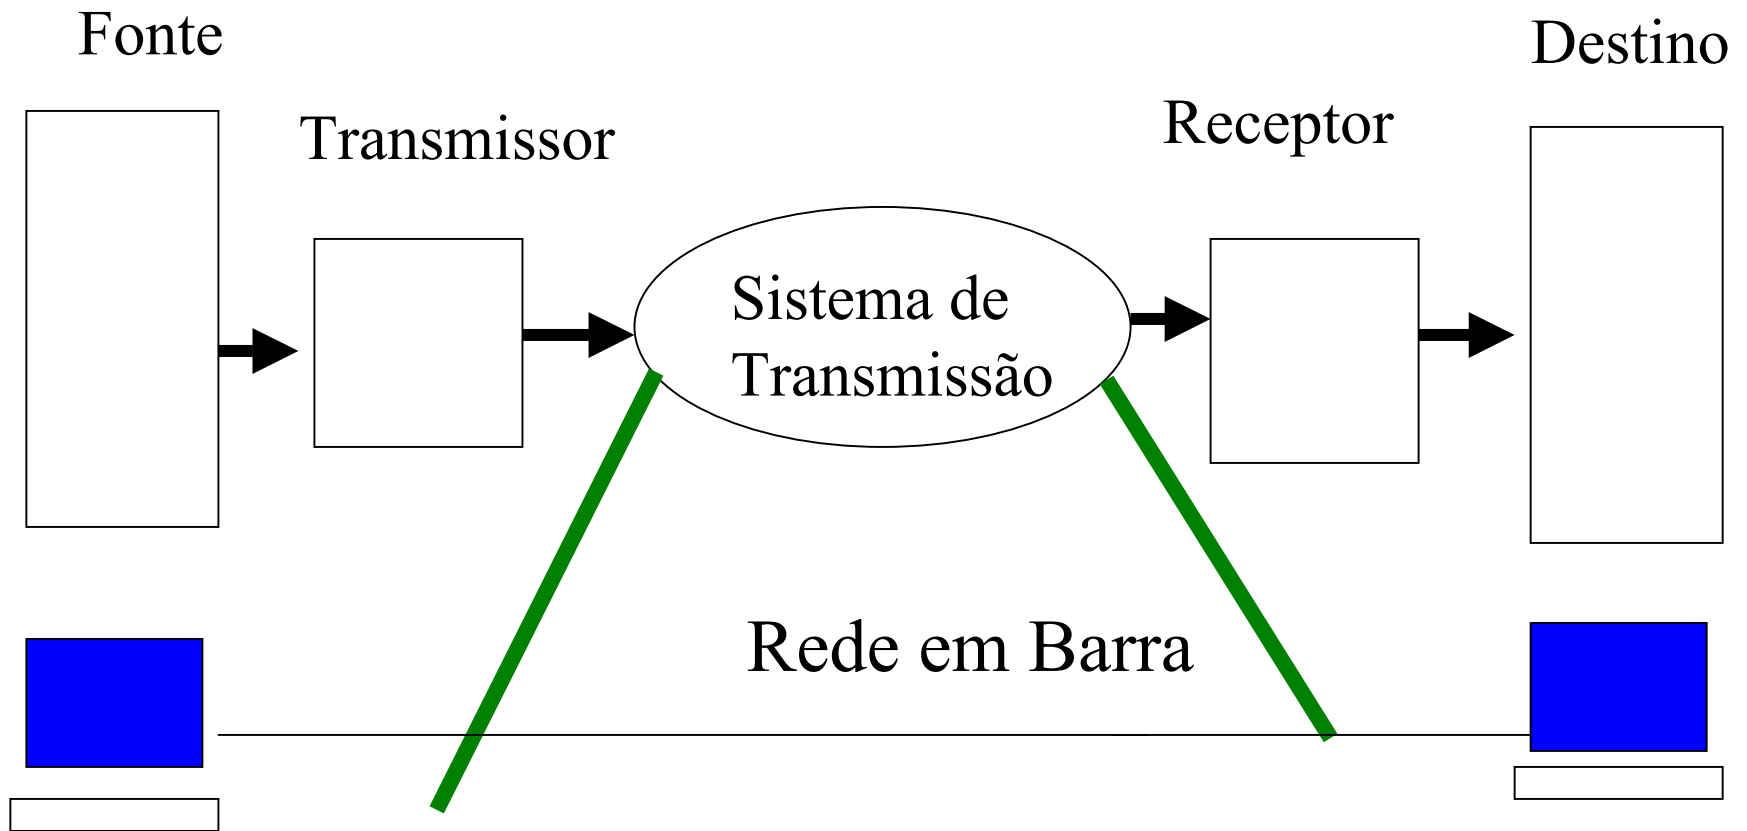 Fonte
Destino
Transmissor
Receptor
Sistema de
Transmissão
Rede em Barra